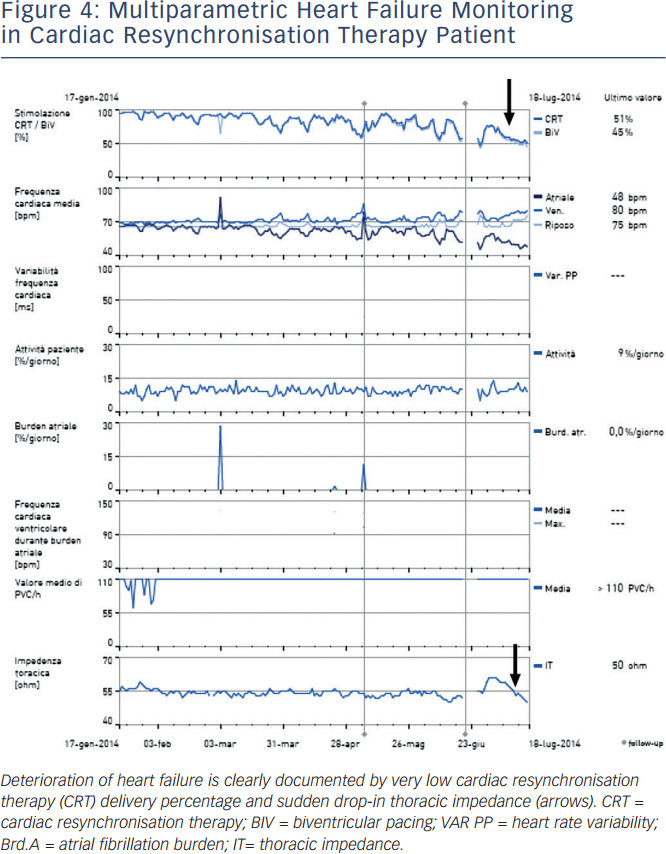 Figure 4: Multiparametric Heart Failure Monitoring
in Cardiac Resynchronisation Therapy Patient
17-gen-2014
18-lug-2014
Ultimo valore
Stimolazione
CRT / BiV
[%]
100
50
0
CRT 51%
BiV 45%
Frequenza
cardiaca media
[bpm]
100
70
40
Atriale 48 bpm
Ven. 80 bpm
Riposo 75 bpm
Variabilità
frequenza
cardiaca
[ms]
100
50
0
Var. PP ---
Attività paziente
[%/giorno]
30
15
0
Attività 9%/giorno
Burden atriale
[%/giorno]
30
15
0
Burd. atr. 0,0%/giorno
Frequenza
cardiaca
ventricolare
durante burden
atriale
[bpm]
150
90
30
Media ---
Max. ---
Valore medio di
PVC/h
110
55
0
Media > 110 PVC/h
Impedenza
toracica
[ohm]
70
55
40
IT 50 ohm
17-gen-2014 03-feb 03-mar 31-mar 28-apr 26-mag 23-giu 18-lug-2014 follow-up
Deterioration of heart failure is clearly documented by very low cardiac resynchronisation
therapy (CRT) delivery percentage and sudden drop-in thoracic impedance (arrows). CRT =
cardiac resynchronisation therapy; BIV = biventricular pacing; VAR PP = heart rate variability;
Brd.A = atrial fibrillation burden; IT= thoracic impedance.